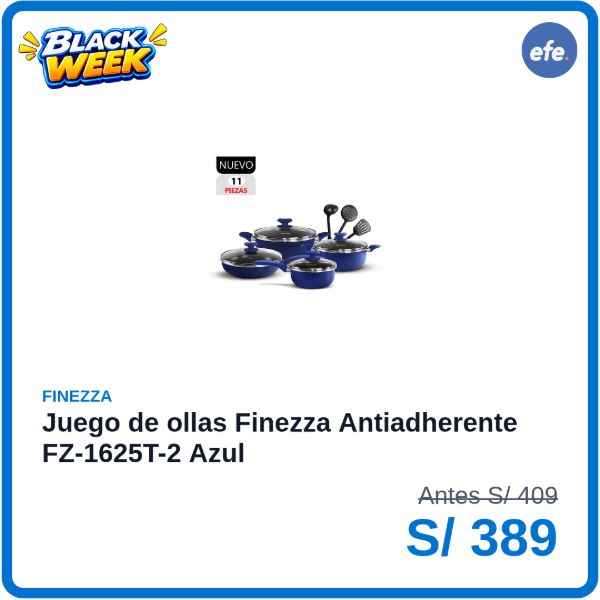 BLACK
WEEK
efe.
NUEVO
11
PIEZAS
FINEZZA
Juego de ollas Finezza Antiadherente
FZ-1625T-2 Azul
Antes S/ 409
S/ 389